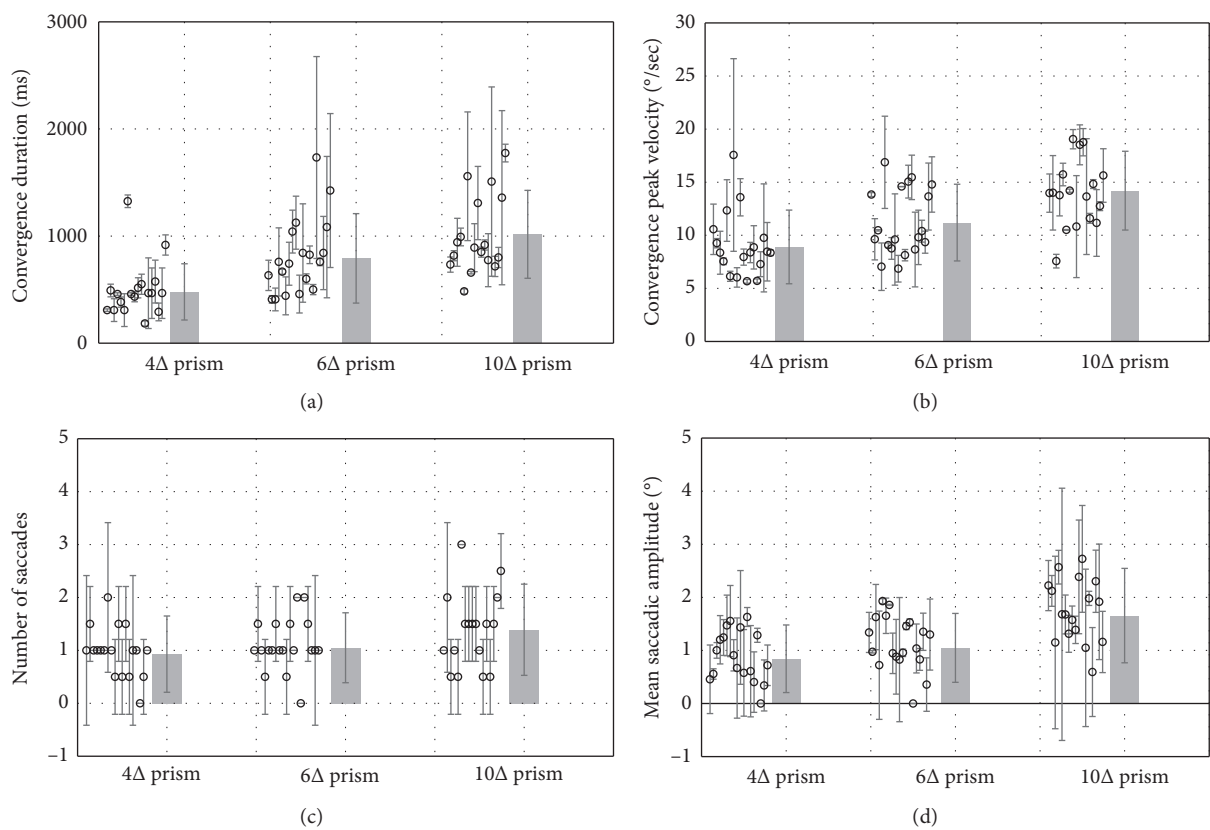 Convergence duration (ms)
3000
2000
1000
0
4Δ prism
6Δ prism
10Δ prism
(a)
Convergence peak velocity (°/sec)
30
25
20
15
10
5
0
4Δ prism
6Δ prism
10Δ prism
(b)
Number of saccades
5
4
3
2
1
0
−1
4Δ prism
6Δ prism
10Δ prism
(c)
Mean saccadic amplitude (°)
5
4
3
2
1
0
−1
4Δ prism
6Δ prism
10Δ prism
(d)